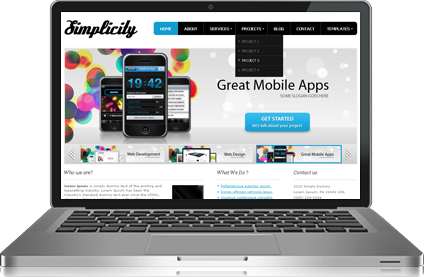 Simplicity
HOME ABOUT SERVICES PROJECTS BLOG CONTACT TEMPLATES
PROJECT 1
PROJECT 2
PROJECT 3
PROJECT 4
19:42
Great Mobile Apps
SOME SLOGAN GOES HERE
GET STARTED
let's talk about your project
Web Development Web Design Great Mobile Apps
Who we are? What We Do? Contact us
Lorem Ipsum is simply dummy text of the printing and
typesetting industry. Lorem Ipsum has been the
industry's standard dummy text ever since the 1500s,